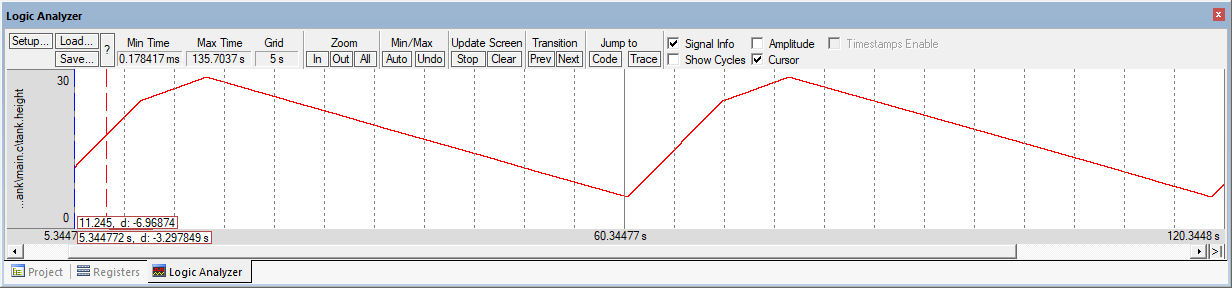 Logic Analyzer
Setup... Load... Save... ?
Min Time Max Time Grid Zoom Min/Max Update Screen Transition Jump to
0.178417 ms 135.7037 s 5 s In Out All Auto Undo Stop Clear Prev Next Code Trace
Signal Info Amplitude Timestamps Enable
Show Cycles Cursor
30
...ank\main.c\tank.height
0
11.245, d: -6.96874
5.3447
5.344772 s, d: -3.297849 s
60.34477 s
120.3448 s
Project Registers Logic Analyzer